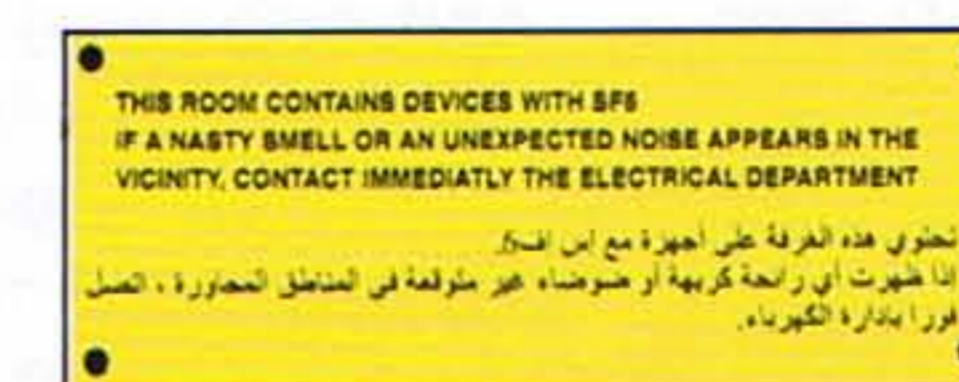 THIS ROOM CONTAINS DEVICES WITH SF6
IF A NASTY SMELL OR AN UNEXPECTED NOISE APPEARS IN THE
VICINITY, CONTACT IMMEDIATLY THE ELECTRICAL DEPARTMENT
تحتوي هذه الغرفة على أجهزة مع إس اف6.
إذا ظهرت أي رائحة كريهة أو ضوضاء غير متوقعة في المناطق المجاورة ، اتصل
فورا بادارة الكهرباء.